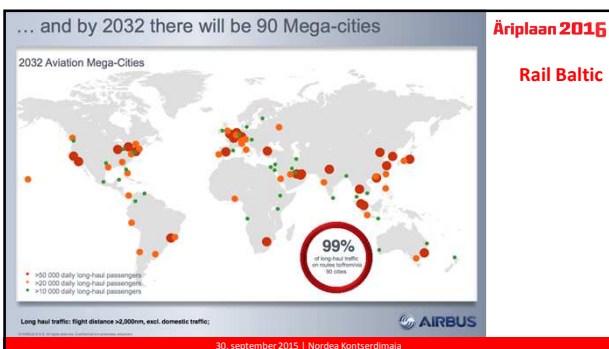 … and by 2032 there will be 90 Mega-cities
2032 Aviation Mega-Cities
99%
of long-haul traffic
on routes to/from/via
90 cities
>50 000 daily long-haul passengers
>20 000 daily long-haul passengers
>10 000 daily long-haul passengers
Long haul traffic: flight distance >2,000nm, excl. domestic traffic;
AIRBUS
Äriplaan 2016
Rail Baltic
30. september 2015 | Nordea Kontserdimaja